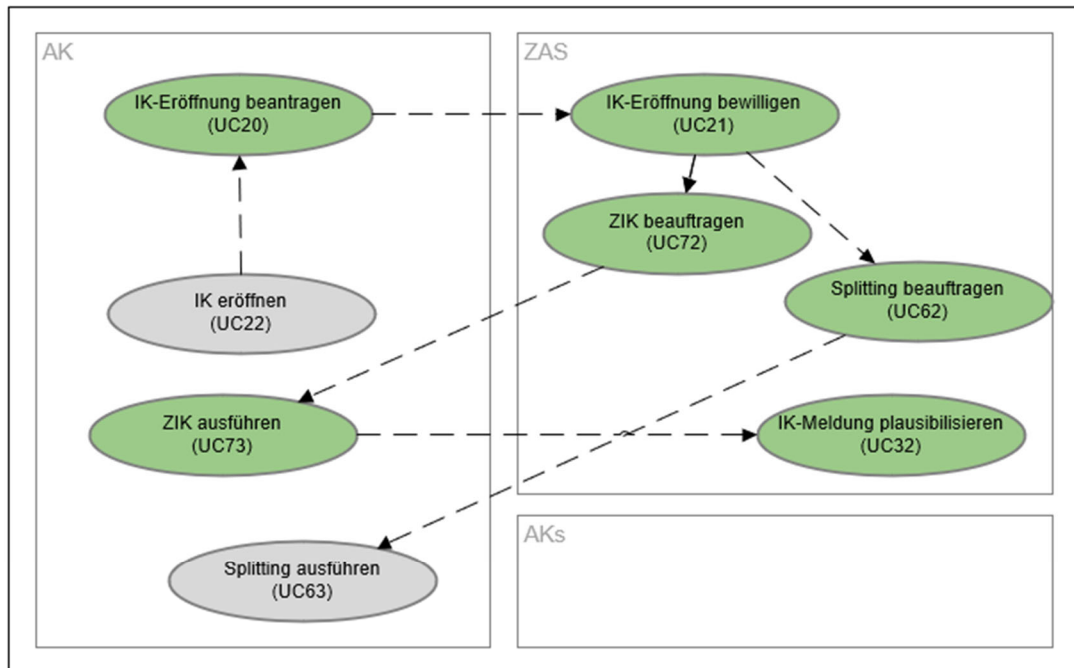 AK
IK-Eröffnung beantragen
(UC20)
IK eröffnen
(UC22)
ZIK ausführen
(UC73)
Splitting ausführen
(UC63)
ZAS
IK-Eröffnung bewilligen
(UC21)
ZIK beauftragen
(UC72)
Splitting beauftragen
(UC62)
IK-Meldung plausibilisieren
(UC32)
AKs